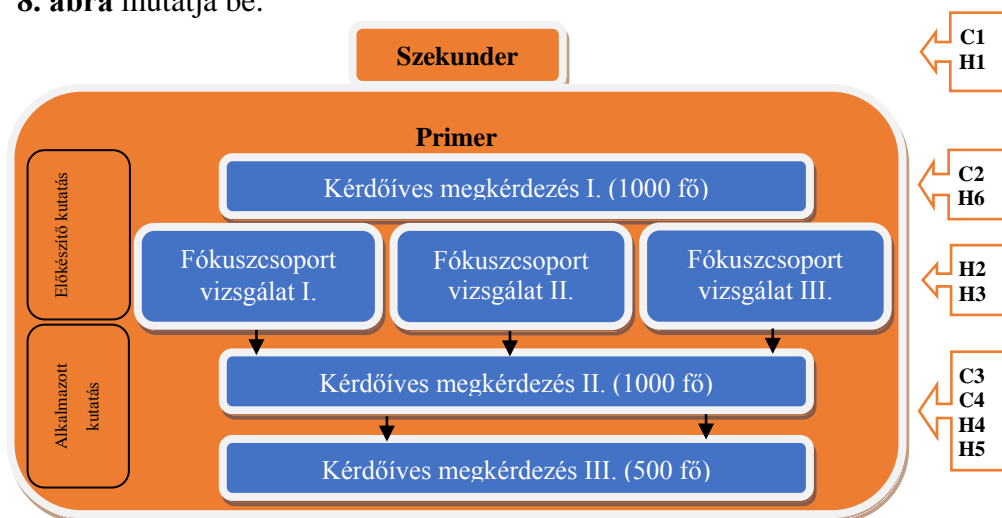 8. ábra mutatja be.
Szekunder
C1
H1
Primer
Előkészítő kutatás
Kérdőíves megkérdezés I. (1000 fő)
C2
H6
Fókuszcsoport
vizsgálat I.
Fókuszcsoport
vizsgálat II.
Fókuszcsoport
vizsgálat III.
H2
H3
Alkalmazott
kutatás
Kérdőíves megkérdezés II. (1000 fő)
Kérdőíves megkérdezés III. (500 fő)
C3
C4
H4
H5